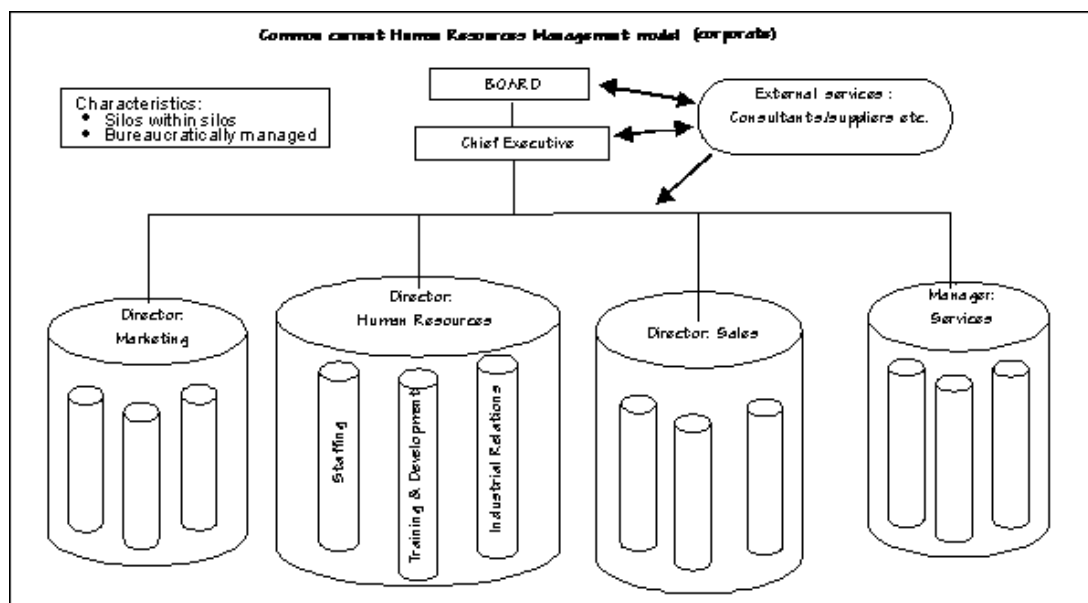 Common current Human Resources Management model (corporate)
BOARD
External services :
Consultants/suppliers etc.
Characteristics:
• Silos within silos
• Bureaucratically managed
Chief Executive
Director:
Marketing
Director:
Human Resources
Director: Sales
Manager:
Services
Staffing
Training & Development
Industrial Relations